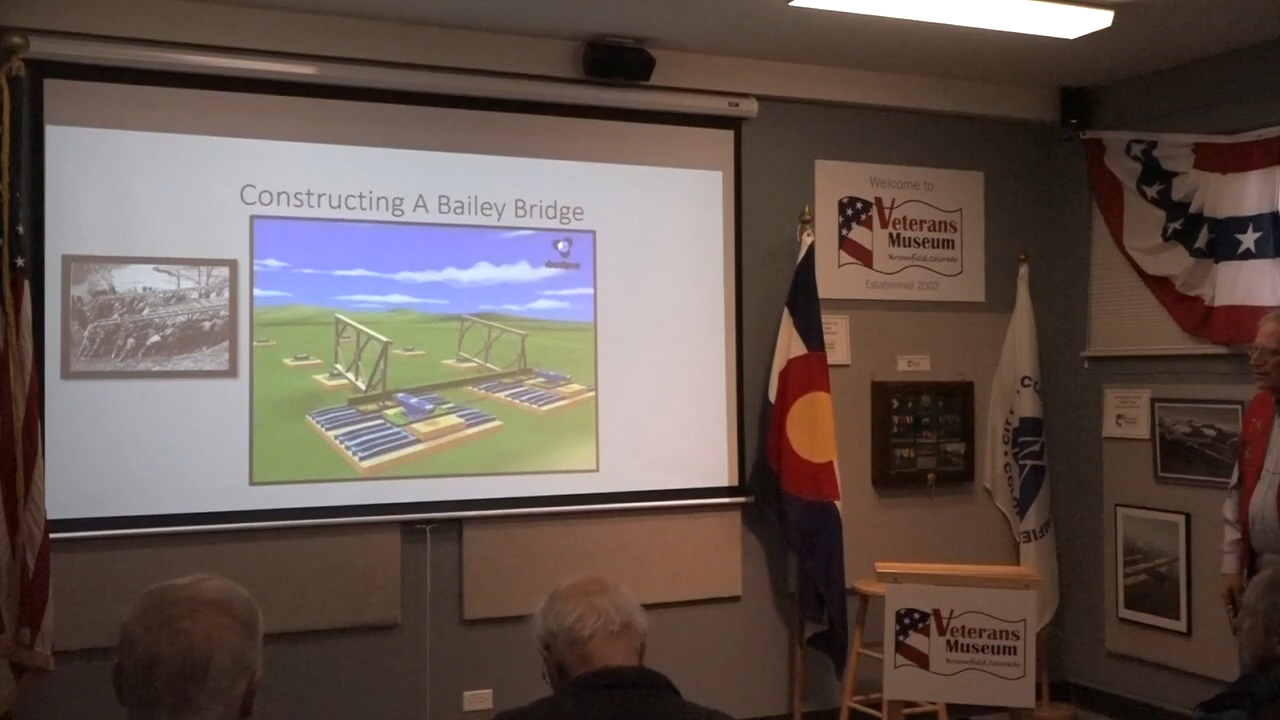 Constructing A Bailey Bridge
Welcome to
Veterans
Museum
Broomfield, Colorado
Established 2002
Veterans
Museum
Broomfield, Colorado